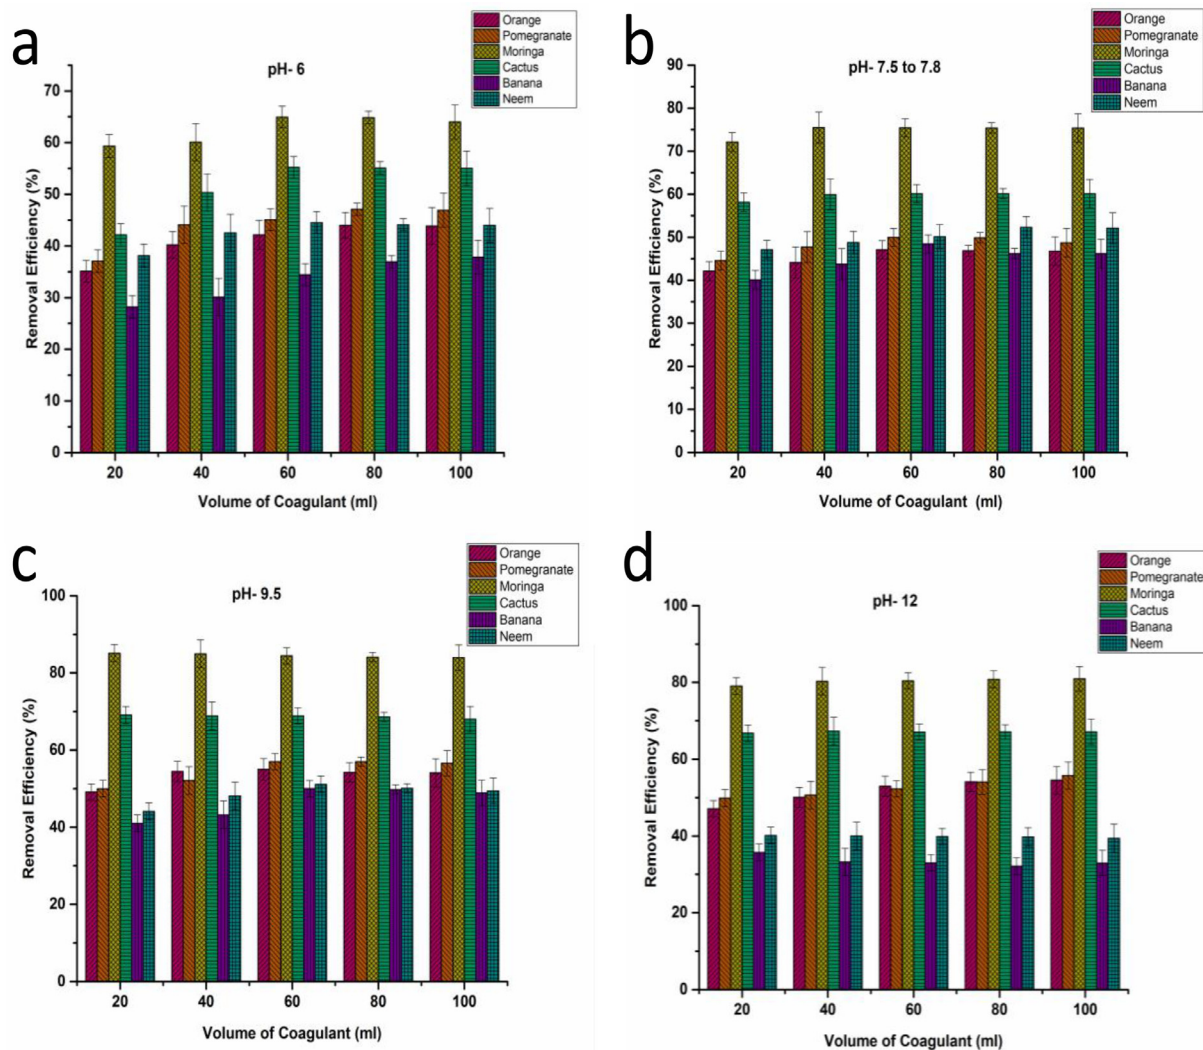 a
pH- 6
Orange
Pomegranate
Moringa
Cactus
Banana
Neem
Removal Efficiency (%)
70
60
50
40
30
20
10
0
20 40 60 80 100
Volume of Coagulant (ml)
b
pH- 7.5 to 7.8
Orange
Pomegranate
Moringa
Cactus
Banana
Neem
Removal Efficiency (%)
90
80
70
60
50
40
30
20
10
0
20 40 60 80 100
Volume of Coagulant (ml)
c
pH- 9.5
Orange
Pomegranate
Moringa
Cactus
Banana
Neem
Removal Efficiency (%)
100
80
60
40
20
0
20 40 60 80 100
Volume of Coagulant (ml)
d
pH- 12
Orange
Pomegranate
Moringa
Cactus
Banana
Neem
Removal Efficiency (%)
100
80
60
40
20
0
20 40 60 80 100
Volume of Coagulant (ml)